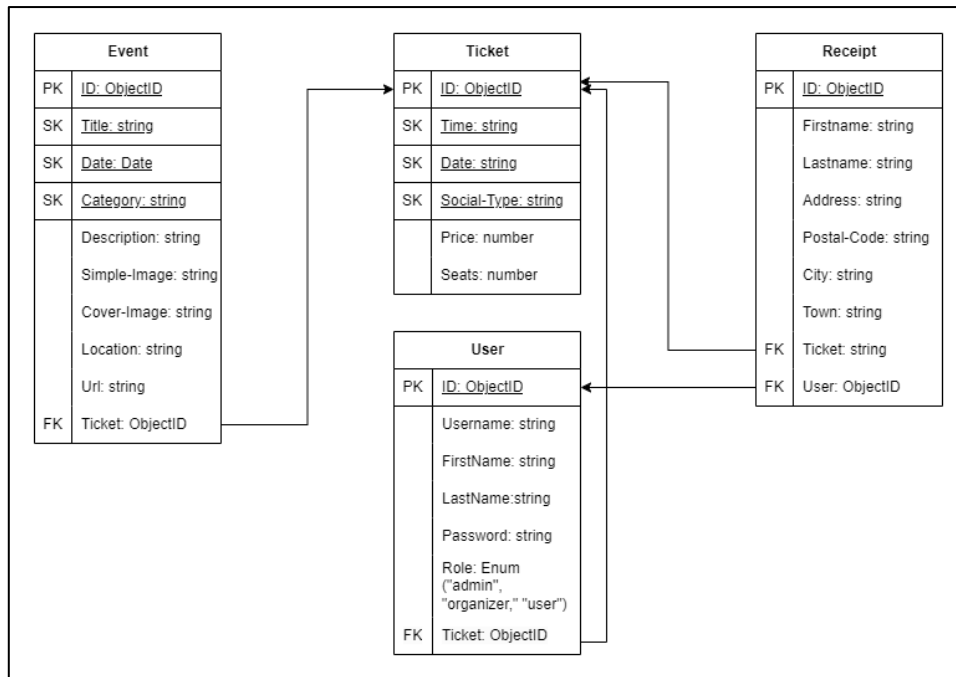 Event
PK ID: ObjectID
SK Title: string
SK Date: Date
SK Category: string
Description: string
Simple-Image: string
Cover-Image: string
Location: string
Url: string
FK Ticket: ObjectID
Ticket
PK ID: ObjectID
SK Time: string
SK Date: string
SK Social-Type: string
Price: number
Seats: number
User
PK ID: ObjectID
Username: string
FirstName: string
LastName:string
Password: string
Role: Enum
("admin",
"organizer," "user")
FK Ticket: ObjectID
Receipt
PK ID: ObjectID
Firstname: string
Lastname: string
Address: string
Postal-Code: string
City: string
Town: string
FK Ticket: string
FK User: ObjectID